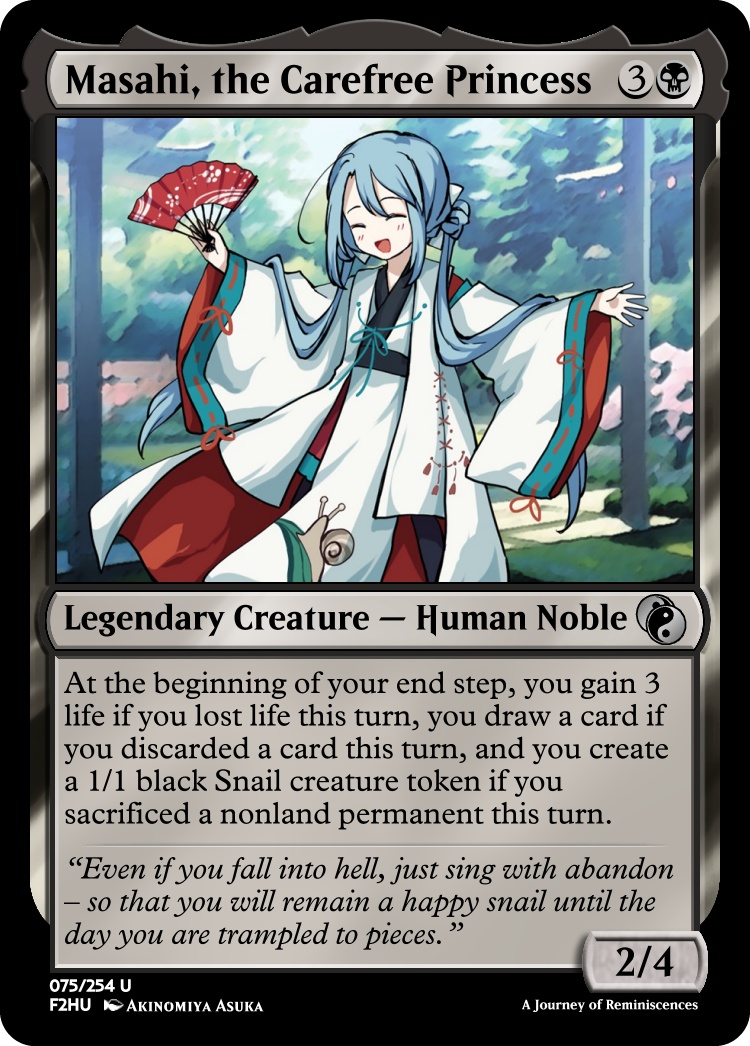 Masahi, the Carefree Princess 3
Legendary Creature — Human Noble
At the beginning of your end step, you gain 3
life if you lost life this turn, you draw a card if
you discarded a card this turn, and you create
a 1/1 black Snail creature token if you
sacrificed a nonland permanent this turn.
“Even if you fall into hell, just sing with abandon
– so that you will remain a happy snail until the
day you are trampled to pieces.”
2/4
075/254 U
F2HU Akinomiya Asuka
A Journey of Reminiscences